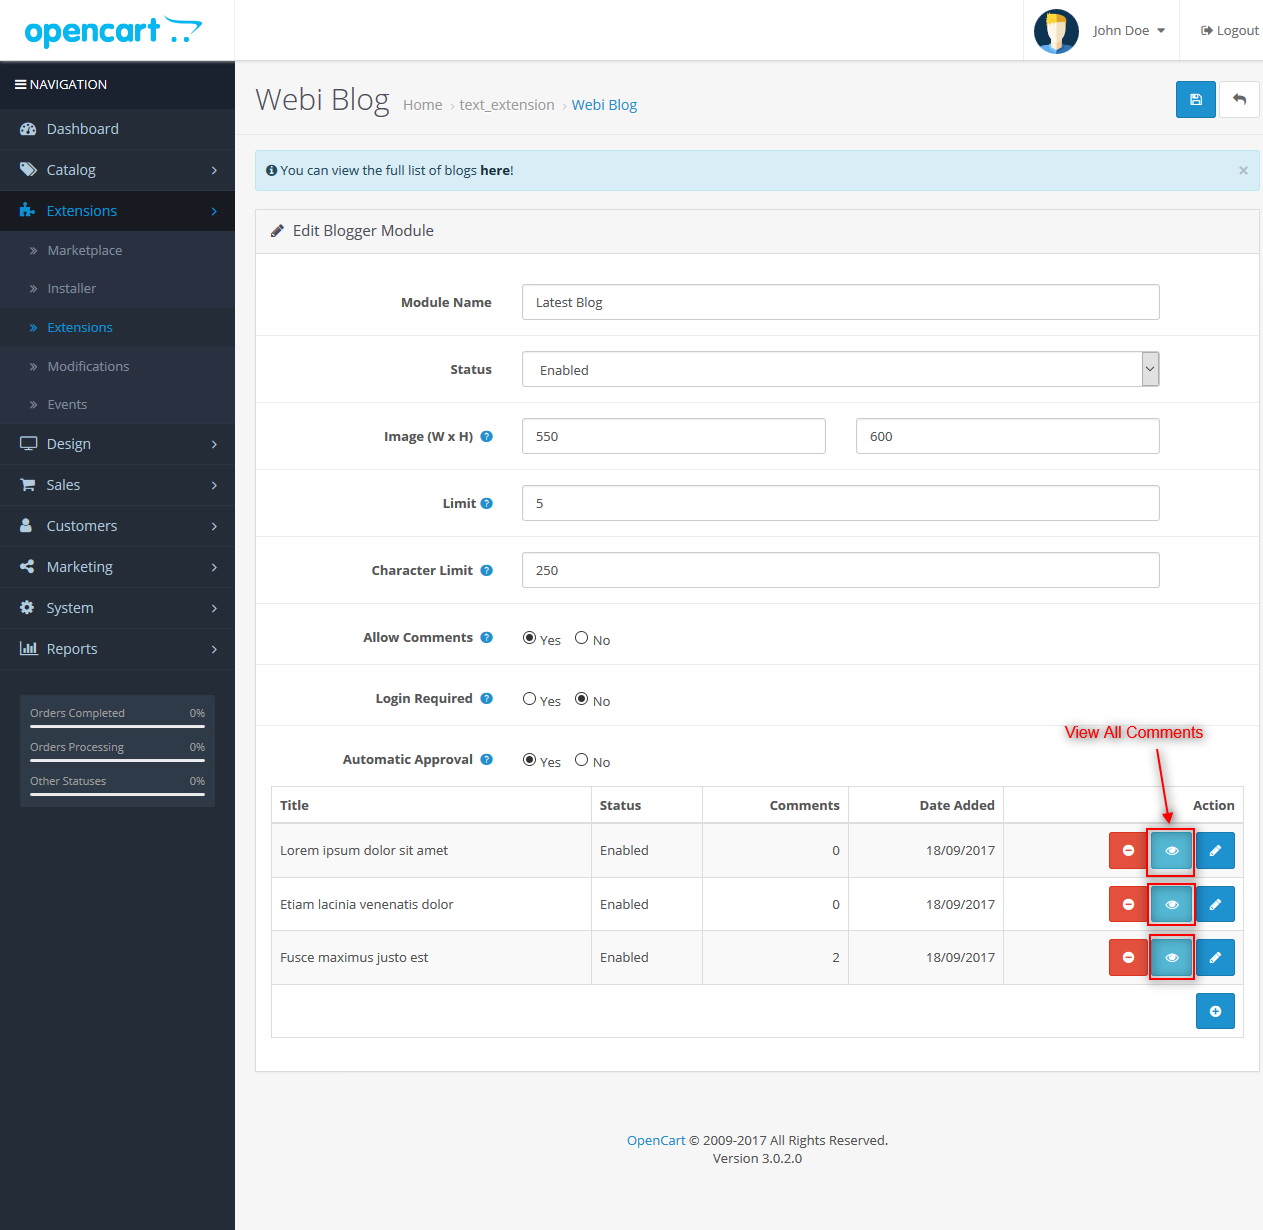 opencart
John Doe
Logout
NAVIGATION
Dashboard
Catalog
Extensions
Marketplace
Installer
Extensions
Modifications
Events
Design
Sales
Customers
Marketing
System
Reports
Orders Completed 0%
Orders Processing 0%
Other Statuses 0%
Webi Blog Home › text_extension › Webi Blog
You can view the full list of blogs here! ×
Edit Blogger Module
Module Name Latest Blog
Status Enabled
Image (W x H) ? 550 600
Limit ? 5
Character Limit ? 250
Allow Comments ? Yes No
Login Required ? Yes No
View All Comments
Automatic Approval ? Yes No
Title Status Comments Date Added Action
Lorem ipsum dolor sit amet Enabled 0 18/09/2017
Etiam lacinia venenatis dolor Enabled 0 18/09/2017
Fusce maximus justo est Enabled 2 18/09/2017
OpenCart © 2009-2017 All Rights Reserved.
Version 3.0.2.0